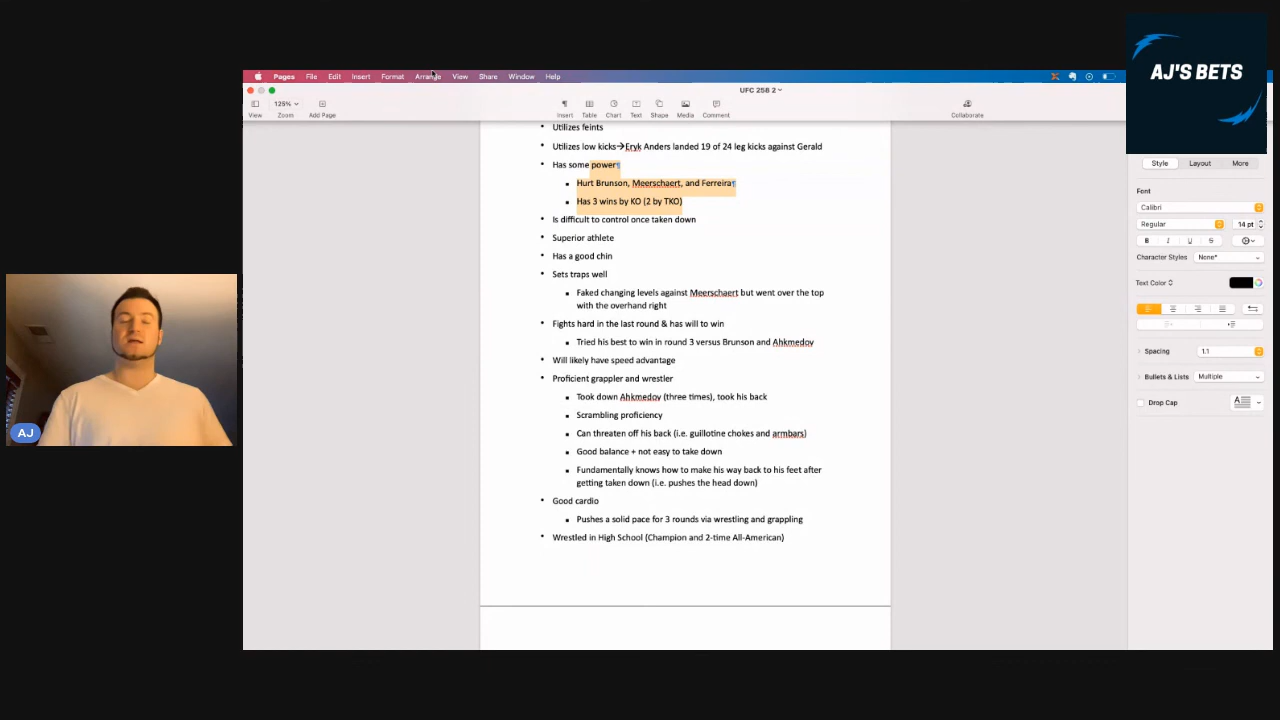 AJ'S BETS
Pages File Edit Insert Format Arrange View Share Window Help
UFC 258 2
125%
View Zoom Add Page Insert Table Chart Text Shape Media Comment Collaborate
• Utilizes feints
• Utilizes low kicks→Eryk Anders landed 19 of 24 leg kicks against Gerald
• Has some power¶
▪ Hurt Brunson, Meerschaert, and Ferreira¶
▪ Has 3 wins by KO (2 by TKO)
• Is difficult to control once taken down
• Superior athlete
• Has a good chin
• Sets traps well
▪ Faked changing levels against Meerschaert but went over the top
with the overhand right
• Fights hard in the last round & has will to win
▪ Tried his best to win in round 3 versus Brunson and Ahkmedov
• Will likely have speed advantage
• Proficient grappler and wrestler
▪ Took down Ahkmedov (three times), took his back
▪ Scrambling proficiency
▪ Can threaten off his back (i.e. guillotine chokes and armbars)
▪ Good balance + not easy to take down
▪ Fundamentally knows how to make his way back to his feet after
getting taken down (i.e. pushes the head down)
• Good cardio
▪ Pushes a solid pace for 3 rounds via wrestling and grappling
• Wrestled in High School (Champion and 2-time All-American)
Style Layout More
Font
Calibri
Regular 14 pt
B I U S
Character Styles None*
Text Color
Spacing 1.1
Bullets & Lists Multiple
Drop Cap
AJ